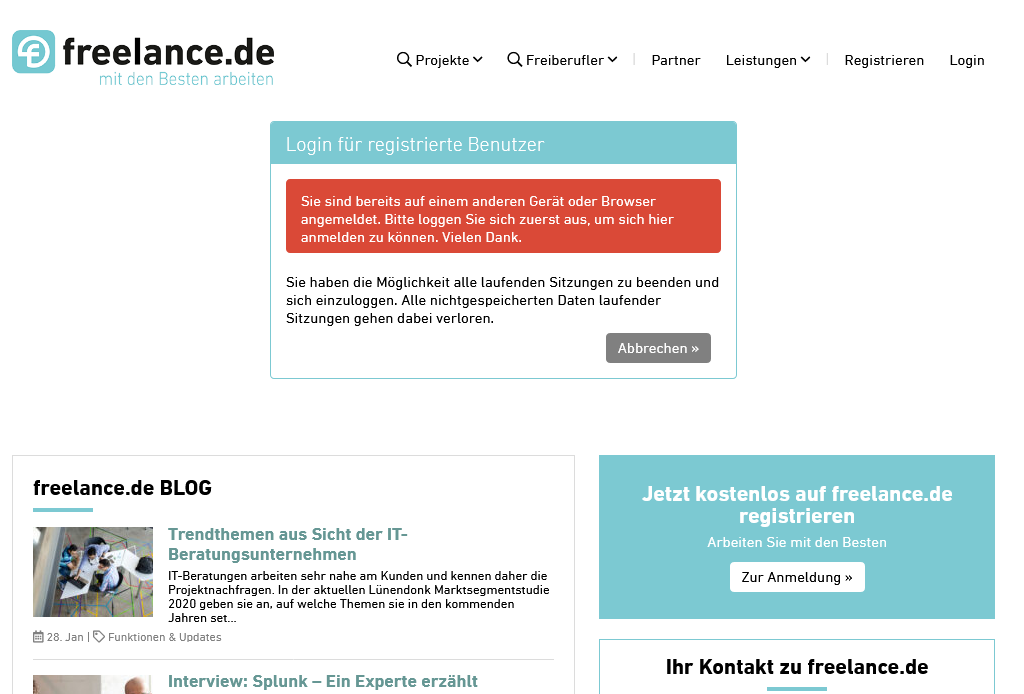 freelance.de
mit den Besten arbeiten
Projekte
Freiberufler
Partner
Leistungen
Registrieren
Login
Login für registrierte Benutzer
Sie sind bereits auf einem anderen Gerät oder Browser
angemeldet. Bitte loggen Sie sich zuerst aus, um sich hier
anmelden zu können. Vielen Dank.
Sie haben die Möglichkeit alle laufenden Sitzungen zu beenden und
sich einzuloggen. Alle nichtgespeicherten Daten laufender
Sitzungen gehen dabei verloren.
Abbrechen »
freelance.de BLOG
Trendthemen aus Sicht der IT-
Beratungsunternehmen
IT-Beratungen arbeiten sehr nahe am Kunden und kennen daher die
Projektnachfragen. In der aktuellen Lünendonk Marktsegmentstudie
2020 geben sie an, auf welche Themen sie in den kommenden
Jahren set...
28. Jan | Funktionen & Updates
Interview: Splunk – Ein Experte erzählt
Jetzt kostenlos auf freelance.de
registrieren
Arbeiten Sie mit den Besten
Zur Anmeldung »
Ihr Kontakt zu freelance.de